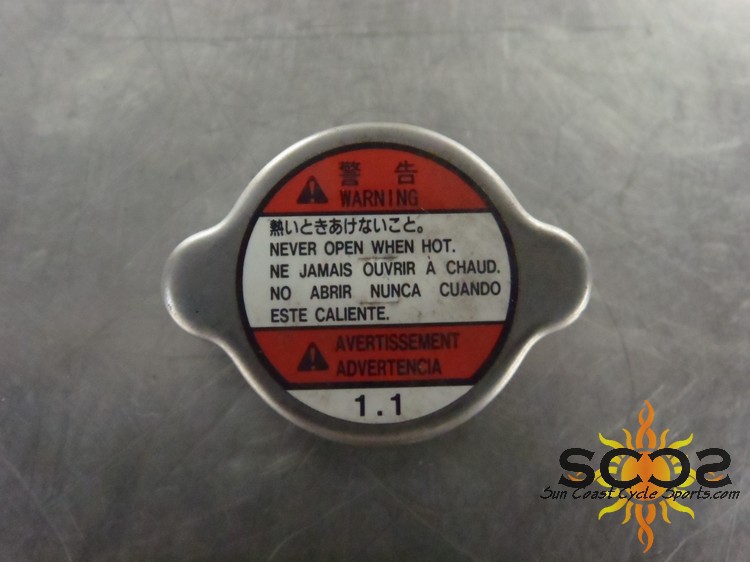 警告
WARNING
熱いときあけないこと。
NEVER OPEN WHEN HOT.
NE JAMAIS OUVRIR À CHAUD.
NO ABRIR NUNCA CUANDO
ESTE CALIENTE.
AVERTISSEMENT
ADVERTENCIA
1.1
SCCS
Sun Coast Cycle Sports.com